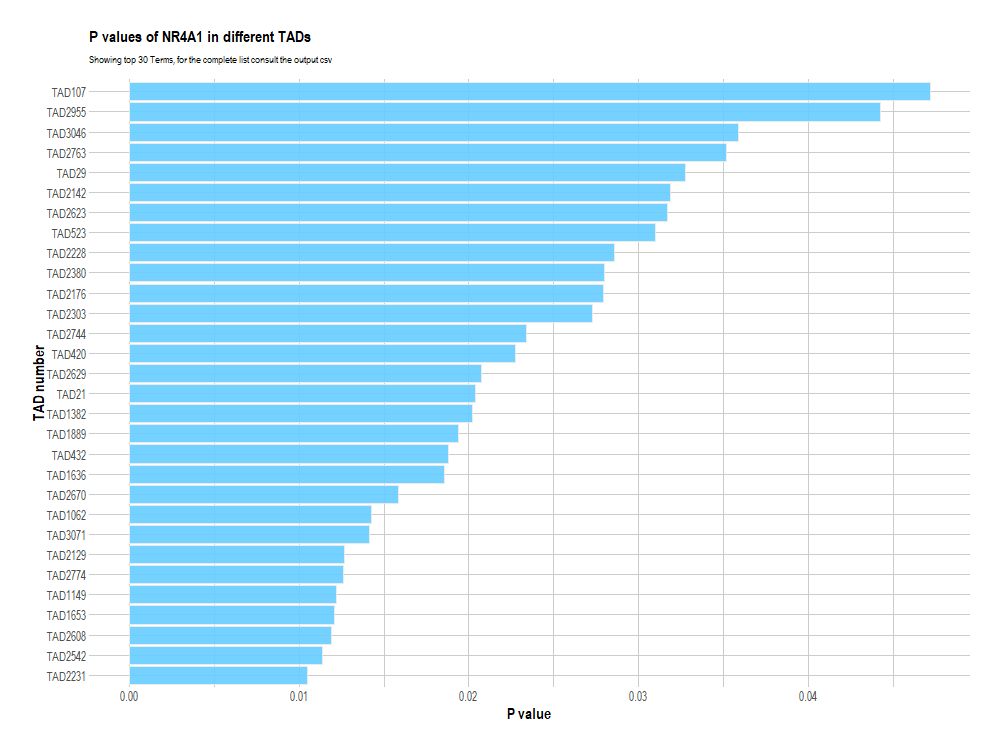 P values of NR4A1 in different TADs
Showing top 30 Terms, for the complete list consult the output csv
TAD107
TAD2955
TAD3046
TAD2763
TAD29
TAD2142
TAD2623
TAD523
TAD2228
TAD2380
TAD2176
TAD2303
TAD2744
TAD420
TAD2629
TAD21
TAD1382
TAD1889
TAD432
TAD1636
TAD2670
TAD1062
TAD3071
TAD2129
TAD2774
TAD1149
TAD1653
TAD2608
TAD2542
TAD2231
TAD number
0.00 0.01 0.02 0.03 0.04
P value